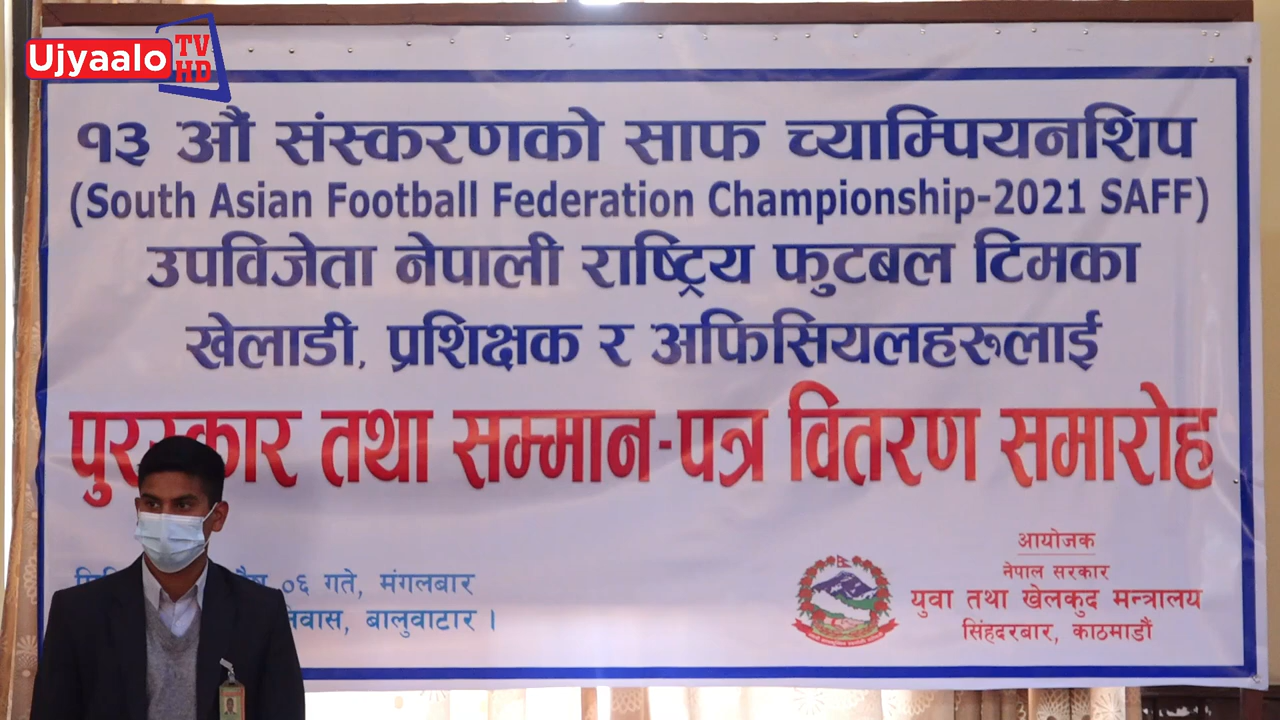 Ujyaalo TV HD
१३ औं संस्करणको साफ च्याम्पियनशिप
(South Asian Football Federation Championship-2021 SAFF)
उपविजेता नेपाली राष्ट्रिय फुटबल टिमका
खेलाडी, प्रशिक्षक र अफिसियलहरूलाई
पुरस्कार तथा सम्मान-पत्र वितरण समारोह
०६ गते, मंगलबार
बालुवाटार ।
आयोजक
नेपाल सरकार
युवा तथा खेलकुद मन्त्रालय
सिंहदरबार, काठमाडौं